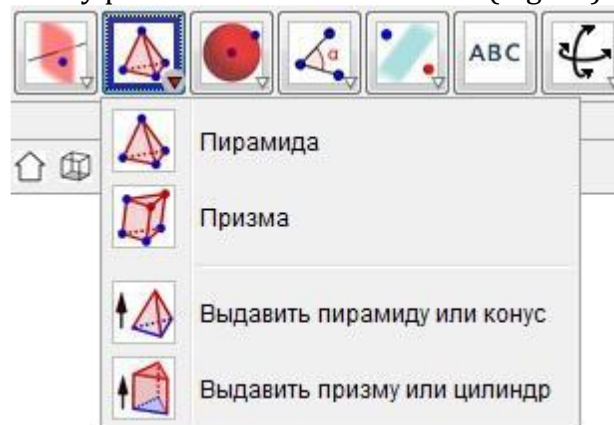 α
ABC
Пирамида
Призма
Выдавить пирамиду или конус
Выдавить призму или цилиндр